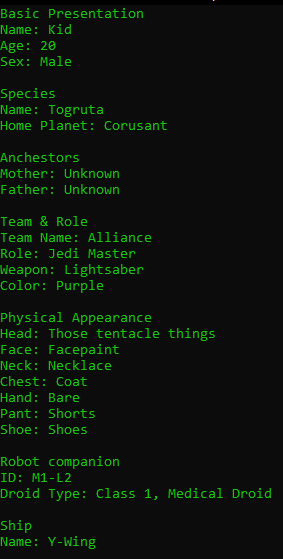 Basic Presentation
Name: Kid
Age: 20
Sex: Male
Species
Name: Togruta
Home Planet: Corusant
Anchestors
Mother: Unknown
Father: Unknown
Team & Role
Team Name: Alliance
Role: Jedi Master
Weapon: Lightsaber
Color: Purple
Physical Appearance
Head: Those tentacle things
Face: Facepaint
Neck: Necklace
Chest: Coat
Hand: Bare
Pant: Shorts
Shoe: Shoes
Robot companion
ID: M1-L2
Droid Type: Class 1, Medical Droid
Ship
Name: Y-Wing